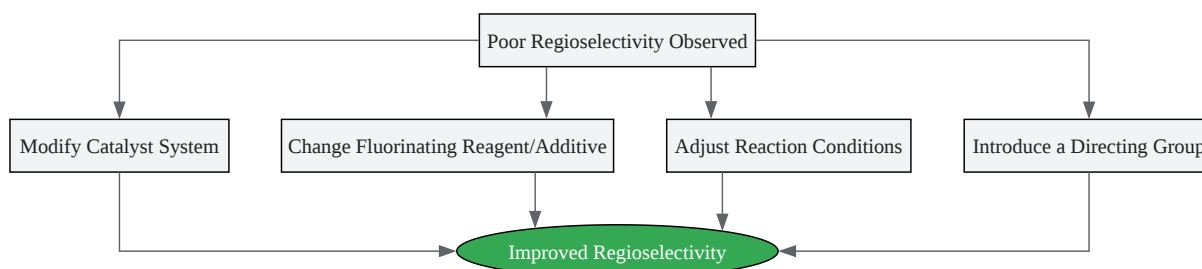 Poor Regioselectivity Observed
Modify Catalyst System
Change Fluorinating Reagent/Additive
Adjust Reaction Conditions
Introduce a Directing Group
Improved Regioselectivity